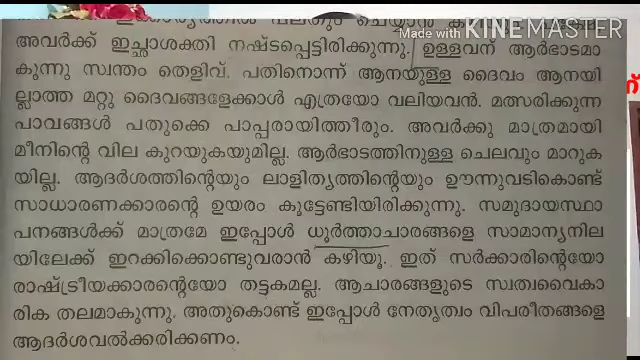 Made with KINEMASTER
അവർക്ക് ഇച്ഛാശക്തി നഷ്ടപ്പെട്ടിരിക്കുന്നു. ഉള്ളവന് ആർഭാടമാ
കുന്നു സ്വന്തം തെളിവ്. പതിനൊന്ന് ആനയുള്ള ദൈവം ആനയി
ല്ലാത്ത മറ്റു ദൈവങ്ങളേക്കാൾ എത്രയോ വലിയവൻ. മത്സരിക്കുന്ന
പാവങ്ങൾ പതുക്കെ പാപ്പരായിത്തീരും. അവർക്കു മാത്രമായി
മീനിന്റെ വില കുറയുകയുമില്ല. ആർഭാടത്തിനുള്ള ചെലവും മാറുക
യില്ല. ആദർശത്തിന്റെയും ലാളിത്യത്തിന്റെയും ഊന്നുവടികൊണ്ട്
സാധാരണക്കാരന്റെ ഉയരം കൂട്ടേണ്ടിയിരിക്കുന്നു. സമുദായസ്ഥാ
പനങ്ങൾക്ക് മാത്രമേ ഇപ്പോൾ ധൂർത്താചാരങ്ങളെ സാമാന്യനില
യിലേക്ക് ഇറക്കിക്കൊണ്ടുവരാൻ കഴിയൂ. ഇത് സർക്കാരിന്റെയോ
രാഷ്ട്രീയക്കാരന്റെയോ തട്ടകമല്ല. ആചാരങ്ങളുടെ സ്വത്വവൈകാ
രിക തലമാകുന്നു. അതുകൊണ്ട് ഇപ്പോൾ നേതൃത്വം വിപരീതങ്ങളെ
ആദർശവൽക്കരിക്കണം.